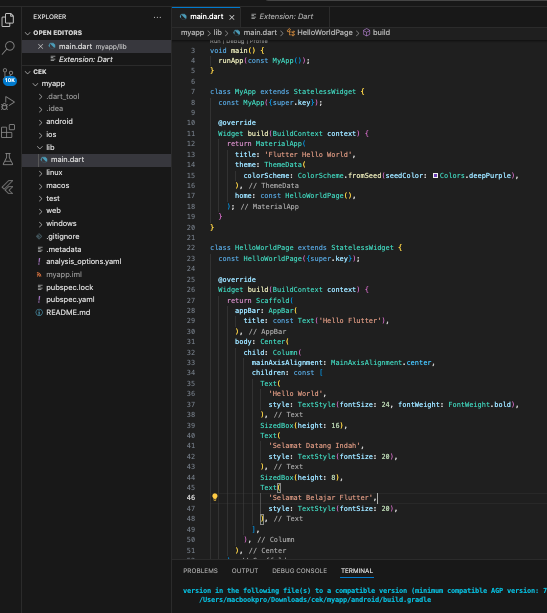 EXPLORER
OPEN EDITORS
main.dart myapp/lib
Extension: Dart
CEK
myapp
.dart_tool
.idea
android
ios
lib
main.dart
linux
macos
test
web
windows
.gitignore
.metadata
analysis_options.yaml
myapp.iml
pubspec.lock
pubspec.yaml
README.md
10K
main.dart
Extension: Dart
myapp > lib > main.dart > HelloWorldPage > build
Run | Debug | Profile
3 void main() {
4 runApp(const MyApp());
5 }
6
7 class MyApp extends StatelessWidget {
8 const MyApp({super.key});
9
10 @override
11 Widget build(BuildContext context) {
12 return MaterialApp(
13 title: 'Flutter Hello World',
14 theme: ThemeData(
15 colorScheme: ColorScheme.fromSeed(seedColor: Colors.deepPurple),
16 ), // ThemeData
17 home: const HelloWorldPage(),
18 ); // MaterialApp
19 }
20 }
21
22 class HelloWorldPage extends StatelessWidget {
23 const HelloWorldPage({super.key});
24
25 @override
26 Widget build(BuildContext context) {
27 return Scaffold(
28 appBar: AppBar(
29 title: const Text('Hello Flutter'),
30 ), // AppBar
31 body: Center(
32 child: Column(
33 mainAxisAlignment: MainAxisAlignment.center,
34 children: const [
35 Text(
36 'Hello World',
37 style: TextStyle(fontSize: 24, fontWeight: FontWeight.bold),
38 ), // Text
39 SizedBox(height: 16),
40 Text(
41 'Selamat Datang Indah',
42 style: TextStyle(fontSize: 20),
43 ), // Text
44 SizedBox(height: 8),
45 Text(
46 'Selamat Belajar Flutter',
47 style: TextStyle(fontSize: 20),
48 ), // Text
49 ],
50 ), // Column
51 ), // Center
PROBLEMS OUTPUT DEBUG CONSOLE TERMINAL
version in the following file(s) to a compatible version (minimum compatible AGP version: 7
/Users/macbookpro/Downloads/cek/myapp/android/build.gradle